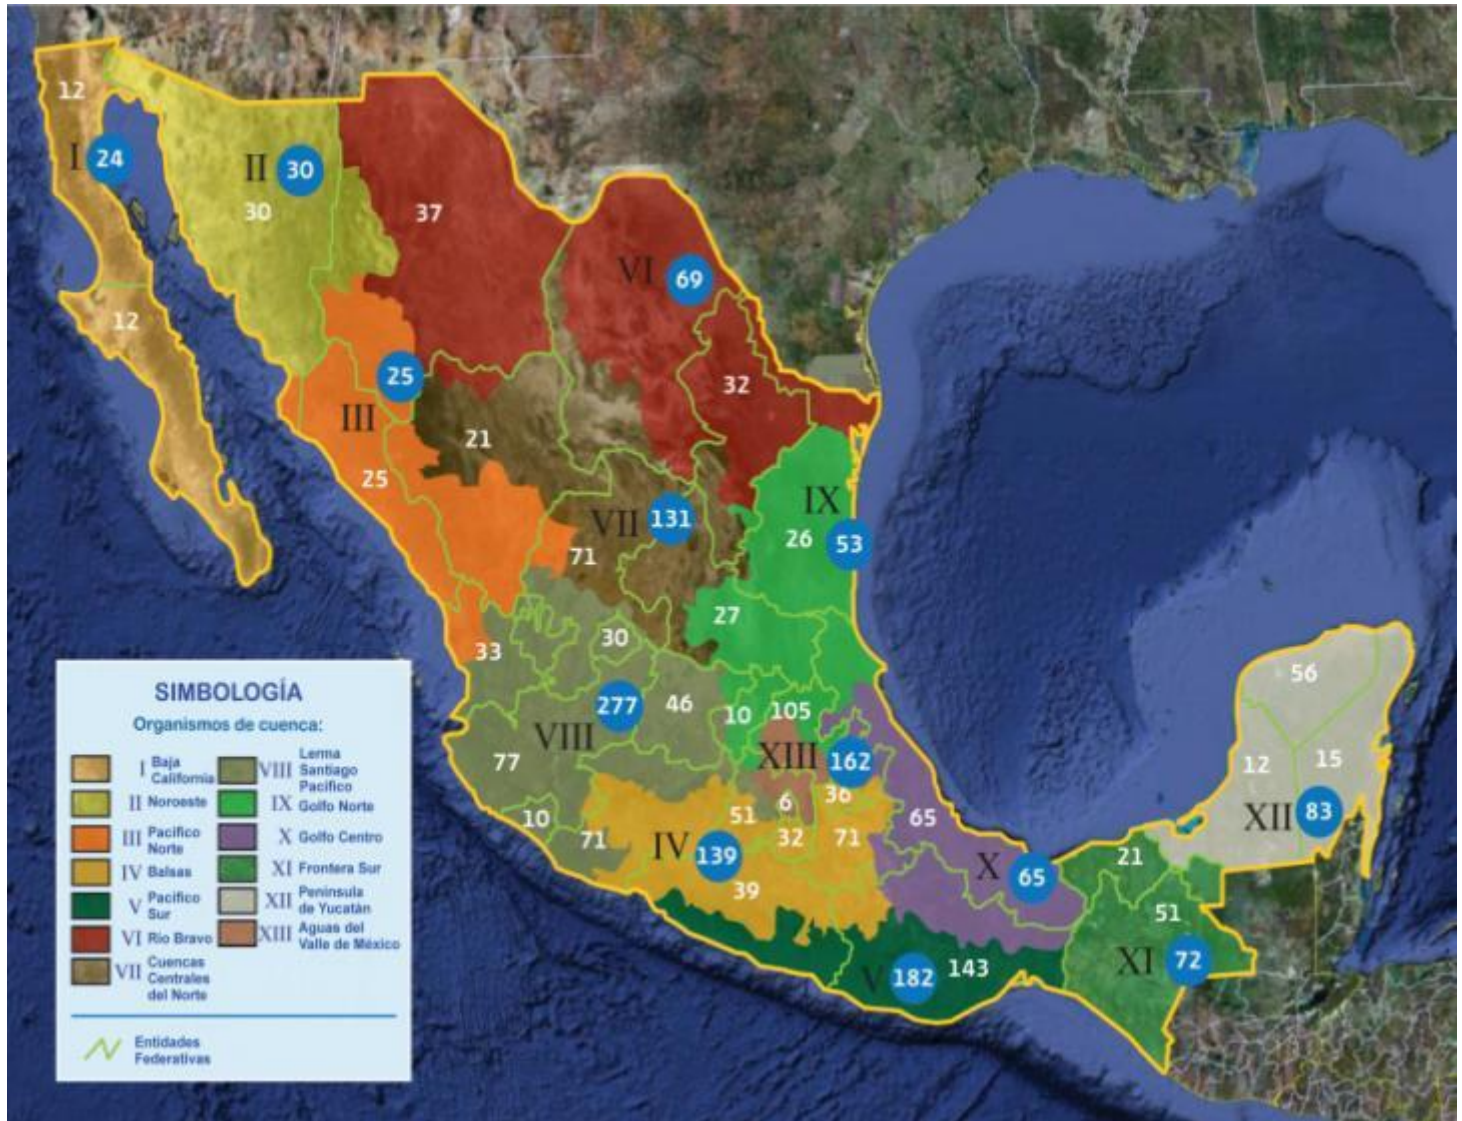 12
I 24
II 30
30
37
VI 69
12
25
32
III
21
25
IX
VII 131
26 53
71
27
30
33
277 46
10 105
VIII
XIII 162
77
36
51 6
10
65
71
32 71
IV 139
39
X 65
V 182 143
56
12 15
XII 83
21
51
XI 72
SIMBOLOGÍA
Organismos de cuenca:
I Baja
California
II Noroeste
III Pacífico
Norte
IV Balsas
V Pacífico
Sur
VI Río Bravo
VII Cuencas
Centrales
del Norte
VIII Lerma
Santiago
Pacífico
IX Golfo Norte
X Golfo Centro
XI Frontera Sur
XII Península
de Yucatán
XIII Aguas del
Valle de México
Entidades
Federativas